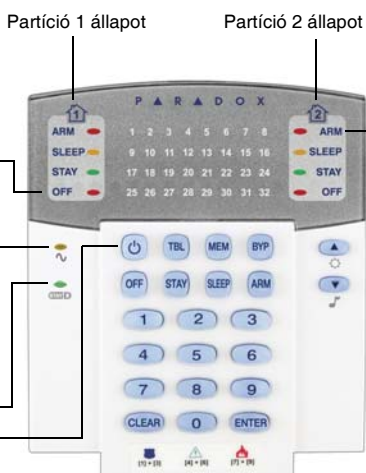 Partíció 1 állapot
Partíció 2 állapot
P A R A D O X
1
2
ARM
SLEEP
STAY
OFF
1 2 3 4 5 6 7 8
9 10 11 12 13 14 15 16
17 18 19 20 21 22 23 24
25 26 27 28 29 30 31 32
ARM
SLEEP
STAY
OFF
TBL MEM BYP
OFF STAY SLEEP ARM
1 2 3
4 5 6
7 8 9
CLEAR 0 ENTER
[1] + [3] [4] + [6] [7] + [9]